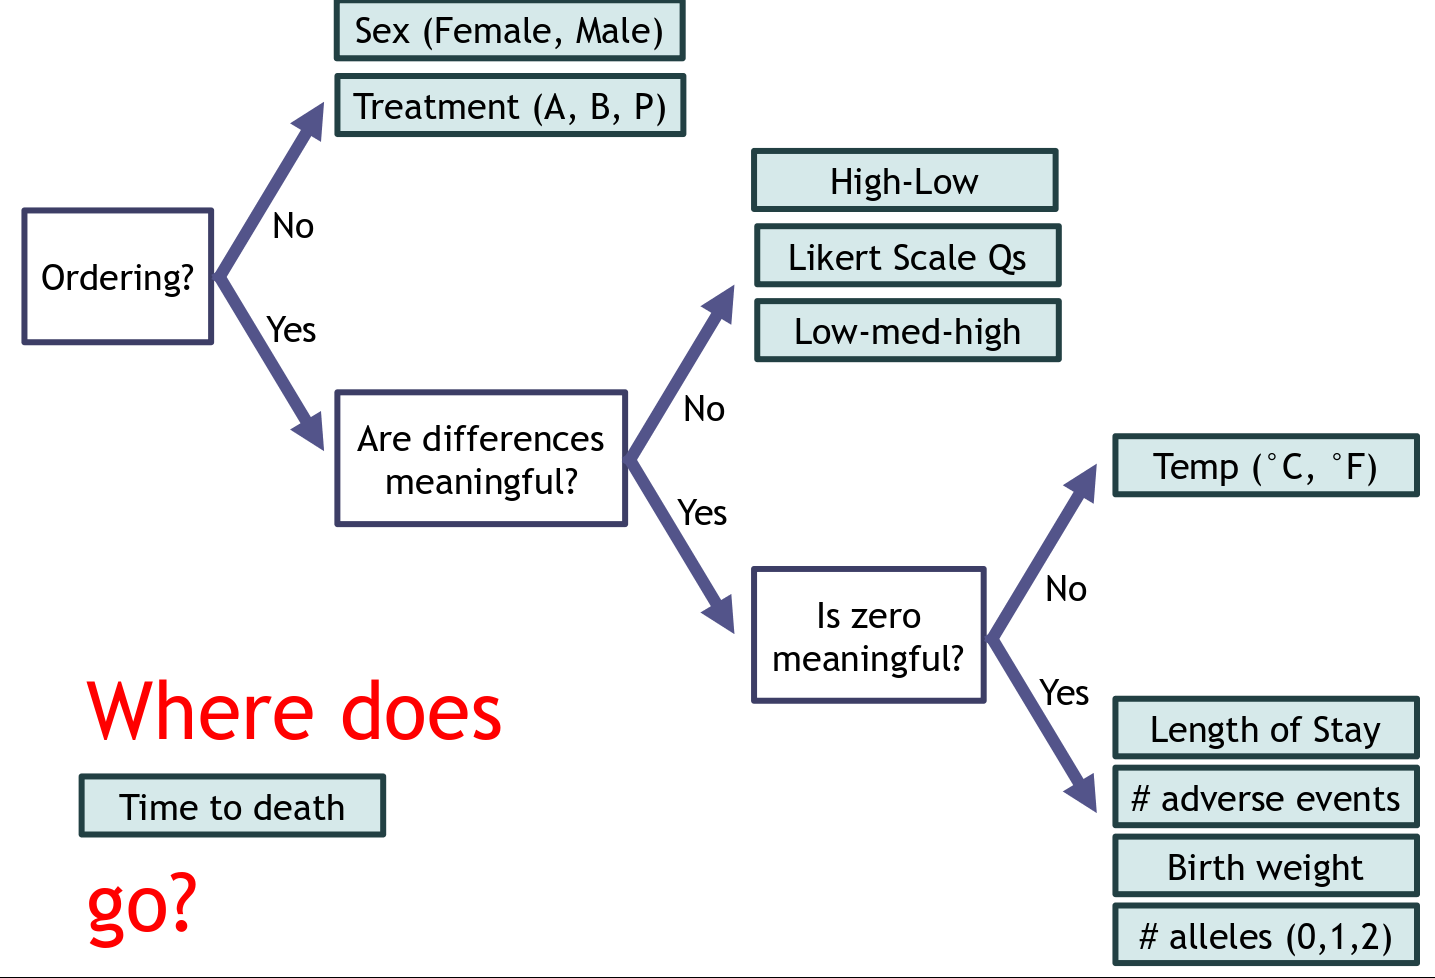 Sex (Female, Male)
Treatment (A, B, P)
No
Ordering?
Yes
High-Low
Likert Scale Qs
Low-med-high
No
Are differences
meaningful?
Yes
Temp (°C, °F)
No
Is zero
meaningful?
Yes
Length of Stay
# adverse events
Birth weight
# alleles (0,1,2)
Where does
Time to death
go?